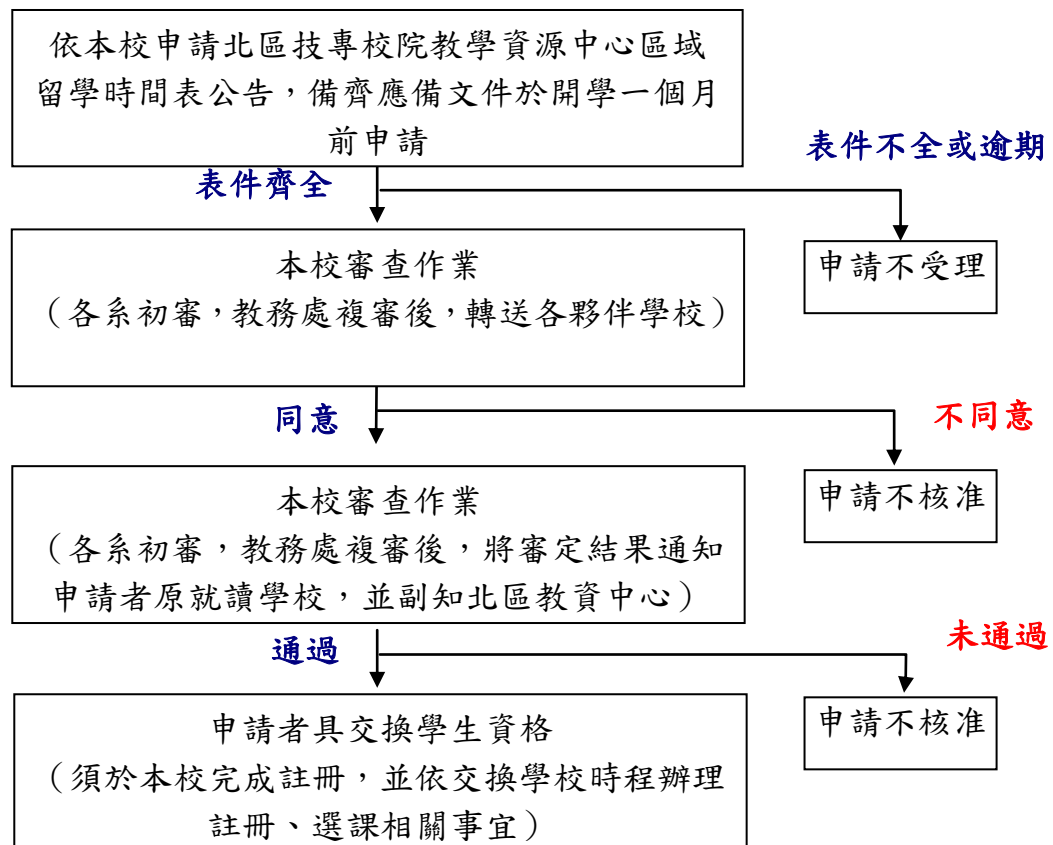 依本校申請北區技專校院教學資源中心區域
留學時間表公告，備齊應備文件於開學一個月
前申請
表件不全或逾期
表件齊全
本校審查作業
（各系初審，教務處複審後，轉送各夥伴學校）
申請不受理
同意
不同意
本校審查作業
（各系初審，教務處複審後，將審定結果通知
申請者原就讀學校，並副知北區教資中心）
申請不核准
通過
未通過
申請者具交換學生資格
（須於本校完成註冊，並依交換學校時程辦理
註冊、選課相關事宜）
申請不核准